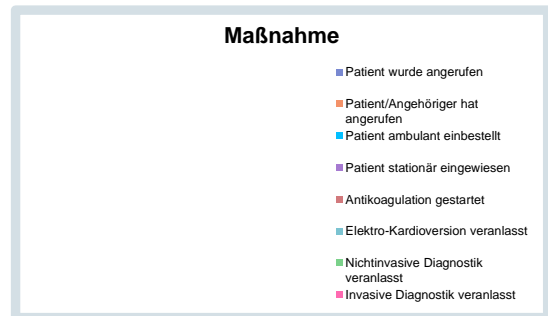 Maßnahme
Patient wurde angerufen
Patient/Angehöriger hat
angerufen
Patient ambulant einbestellt
Patient stationär eingewiesen
Antikoagulation gestartet
Elektro-Kardioversion veranlasst
Nichtinvasive Diagnostik
veranlasst
Invasive Diagnostik veranlasst